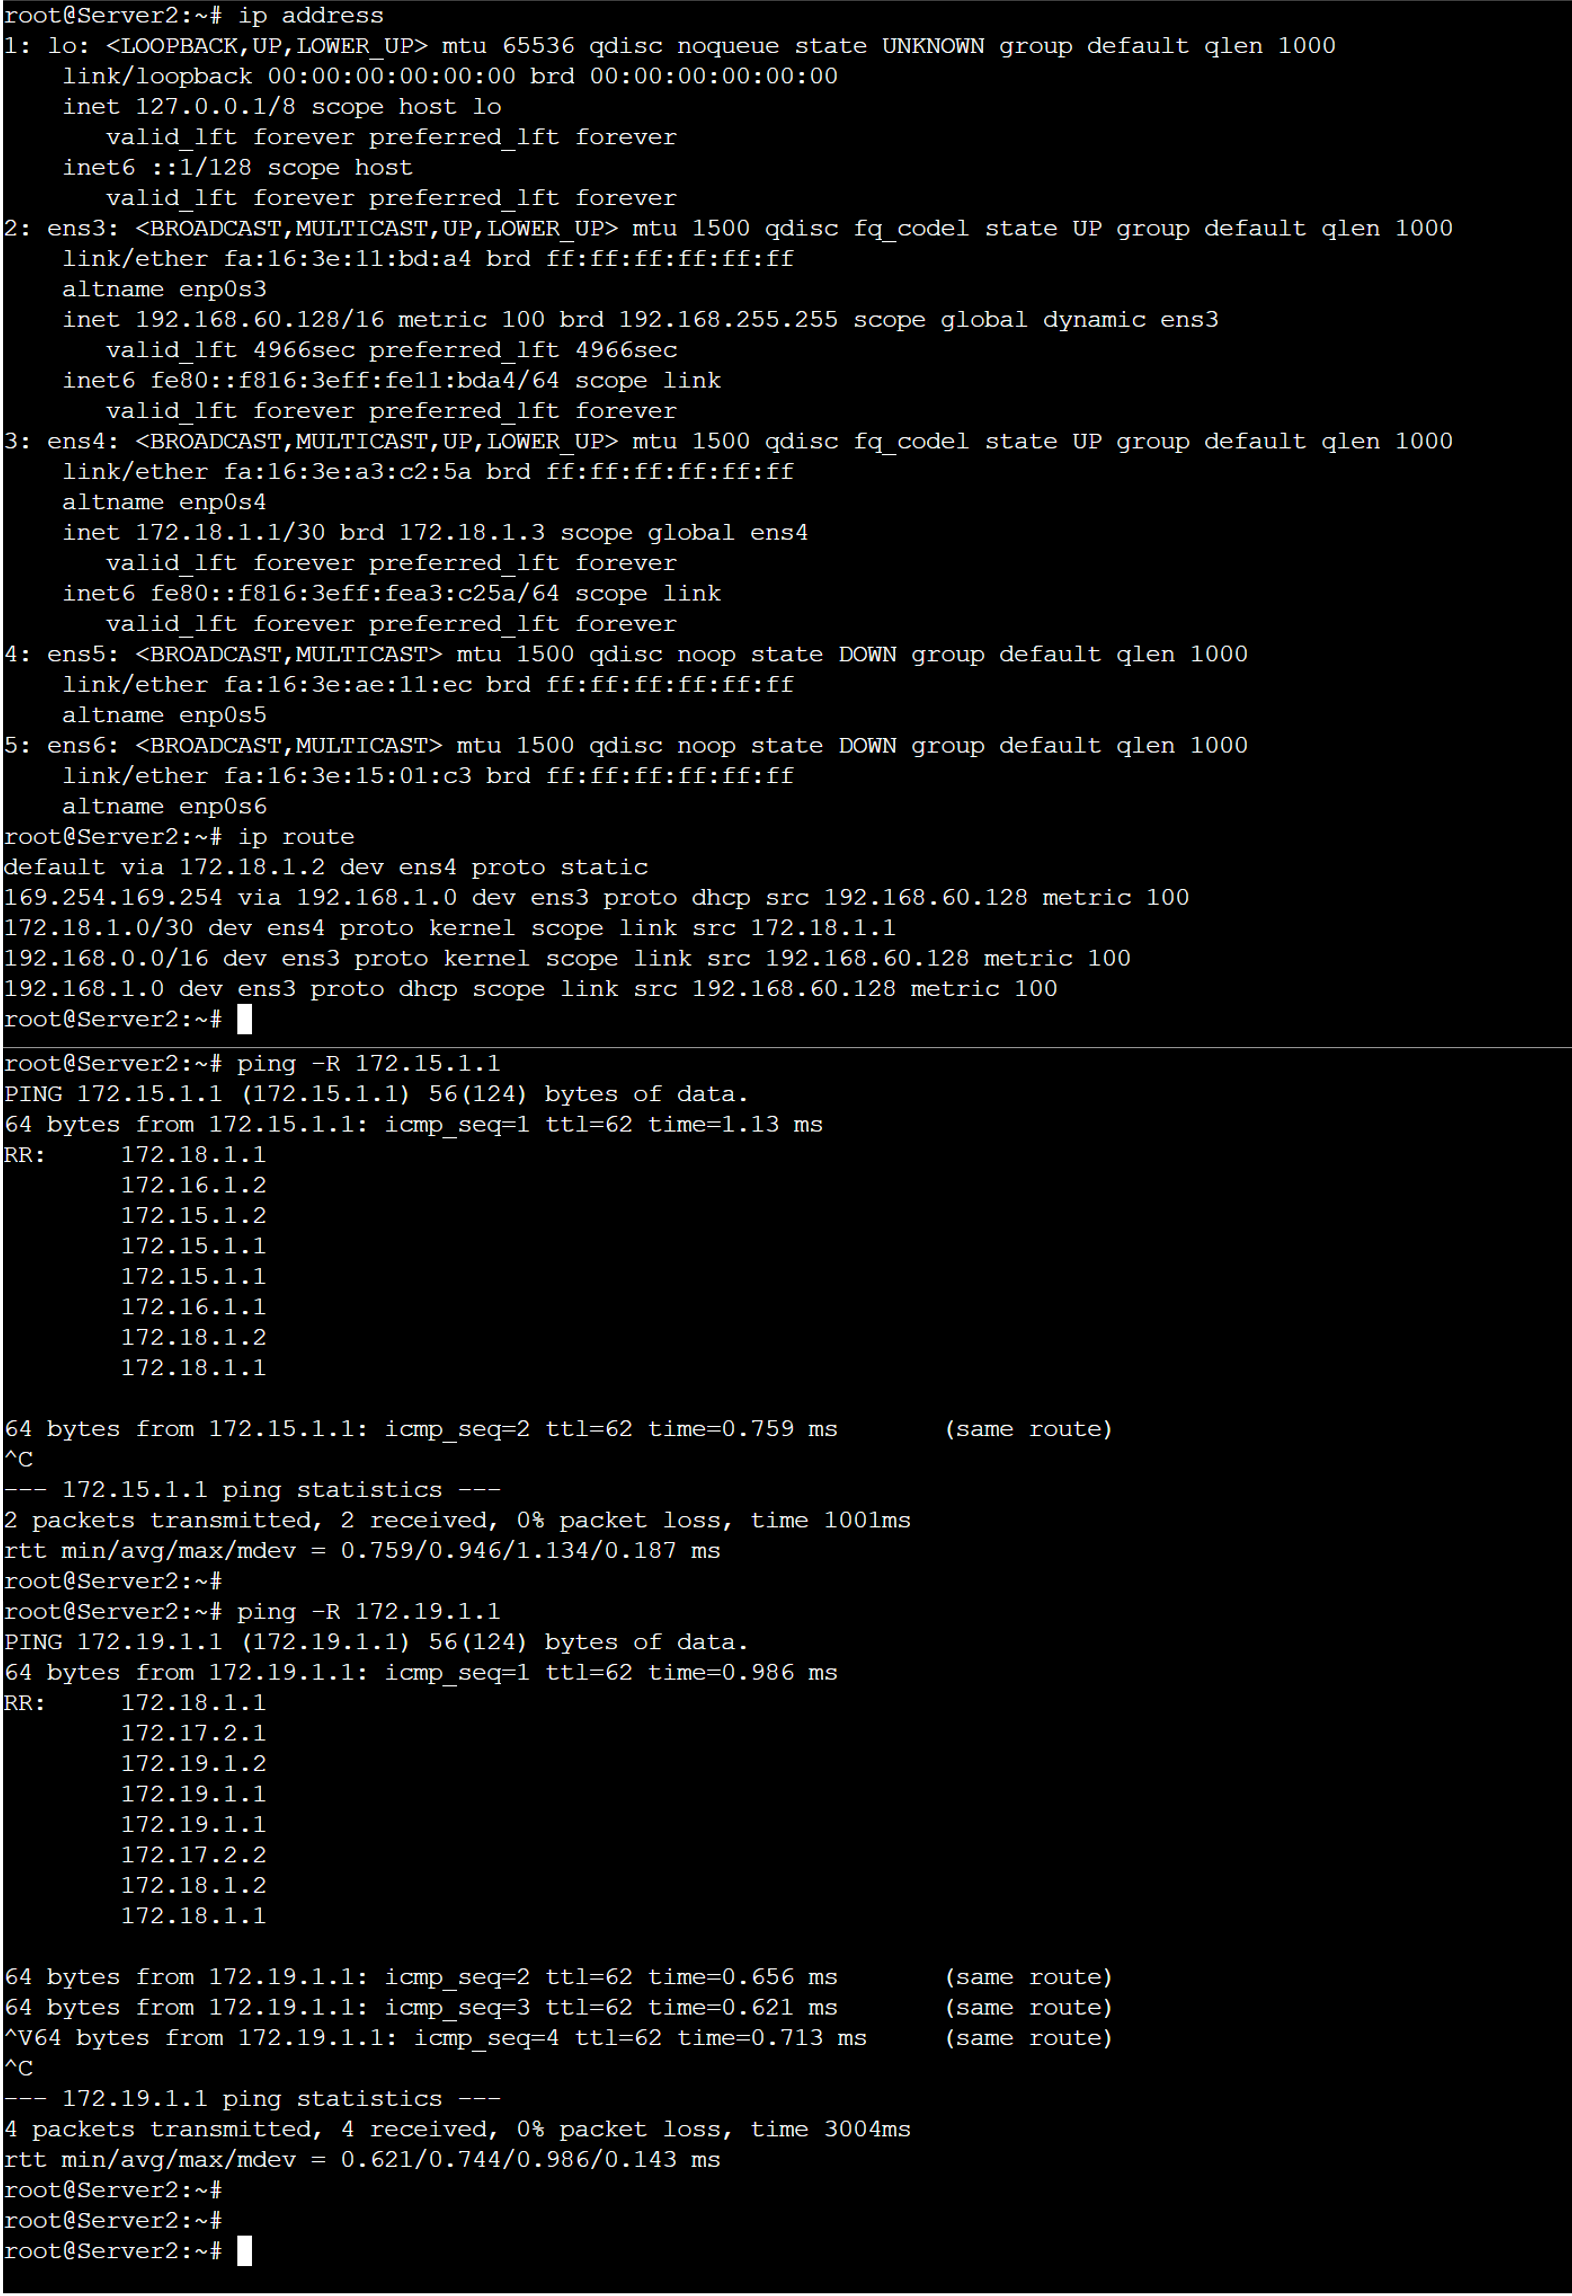 root@Server2:~# ip address
1: lo: <LOOPBACK,UP,LOWER_UP> mtu 65536 qdisc noqueue state UNKNOWN group default qlen 1000
    link/loopback 00:00:00:00:00:00 brd 00:00:00:00:00:00
    inet 127.0.0.1/8 scope host lo
       valid_lft forever preferred_lft forever
    inet6 ::1/128 scope host
       valid_lft forever preferred_lft forever
2: ens3: <BROADCAST,MULTICAST,UP,LOWER_UP> mtu 1500 qdisc fq_codel state UP group default qlen 1000
    link/ether fa:16:3e:11:bd:a4 brd ff:ff:ff:ff:ff:ff
    altname enp0s3
    inet 192.168.60.128/16 metric 100 brd 192.168.255.255 scope global dynamic ens3
       valid_lft 4966sec preferred_lft 4966sec
    inet6 fe80::f816:3eff:fe11:bda4/64 scope link
       valid_lft forever preferred_lft forever
3: ens4: <BROADCAST,MULTICAST,UP,LOWER_UP> mtu 1500 qdisc fq_codel state UP group default qlen 1000
    link/ether fa:16:3e:a3:c2:5a brd ff:ff:ff:ff:ff:ff
    altname enp0s4
    inet 172.18.1.1/30 brd 172.18.1.3 scope global ens4
       valid_lft forever preferred_lft forever
    inet6 fe80::f816:3eff:fea3:c25a/64 scope link
       valid_lft forever preferred_lft forever
4: ens5: <BROADCAST,MULTICAST> mtu 1500 qdisc noop state DOWN group default qlen 1000
    link/ether fa:16:3e:ae:11:ec brd ff:ff:ff:ff:ff:ff
    altname enp0s5
5: ens6: <BROADCAST,MULTICAST> mtu 1500 qdisc noop state DOWN group default qlen 1000
    link/ether fa:16:3e:15:01:c3 brd ff:ff:ff:ff:ff:ff
    altname enp0s6
root@Server2:~# ip route
default via 172.18.1.2 dev ens4 proto static
169.254.169.254 via 192.168.1.0 dev ens3 proto dhcp src 192.168.60.128 metric 100
172.18.1.0/30 dev ens4 proto kernel scope link src 172.18.1.1
192.168.0.0/16 dev ens3 proto kernel scope link src 192.168.60.128 metric 100
192.168.1.0 dev ens3 proto dhcp scope link src 192.168.60.128 metric 100
root@Server2:~#
root@Server2:~# ping -R 172.15.1.1
PING 172.15.1.1 (172.15.1.1) 56(124) bytes of data.
64 bytes from 172.15.1.1: icmp_seq=1 ttl=62 time=1.13 ms
RR:     172.18.1.1
        172.16.1.2
        172.15.1.2
        172.15.1.1
        172.15.1.1
        172.16.1.1
        172.18.1.2
        172.18.1.1

64 bytes from 172.15.1.1: icmp_seq=2 ttl=62 time=0.759 ms       (same route)
^C
--- 172.15.1.1 ping statistics ---
2 packets transmitted, 2 received, 0% packet loss, time 1001ms
rtt min/avg/max/mdev = 0.759/0.946/1.134/0.187 ms
root@Server2:~#
root@Server2:~# ping -R 172.19.1.1
PING 172.19.1.1 (172.19.1.1) 56(124) bytes of data.
64 bytes from 172.19.1.1: icmp_seq=1 ttl=62 time=0.986 ms
RR:     172.18.1.1
        172.17.2.1
        172.19.1.2
        172.19.1.1
        172.19.1.1
        172.17.2.2
        172.18.1.2
        172.18.1.1

64 bytes from 172.19.1.1: icmp_seq=2 ttl=62 time=0.656 ms       (same route)
64 bytes from 172.19.1.1: icmp_seq=3 ttl=62 time=0.621 ms       (same route)
^V64 bytes from 172.19.1.1: icmp_seq=4 ttl=62 time=0.713 ms     (same route)
^C
--- 172.19.1.1 ping statistics ---
4 packets transmitted, 4 received, 0% packet loss, time 3004ms
rtt min/avg/max/mdev = 0.621/0.744/0.986/0.143 ms
root@Server2:~#
root@Server2:~#
root@Server2:~#